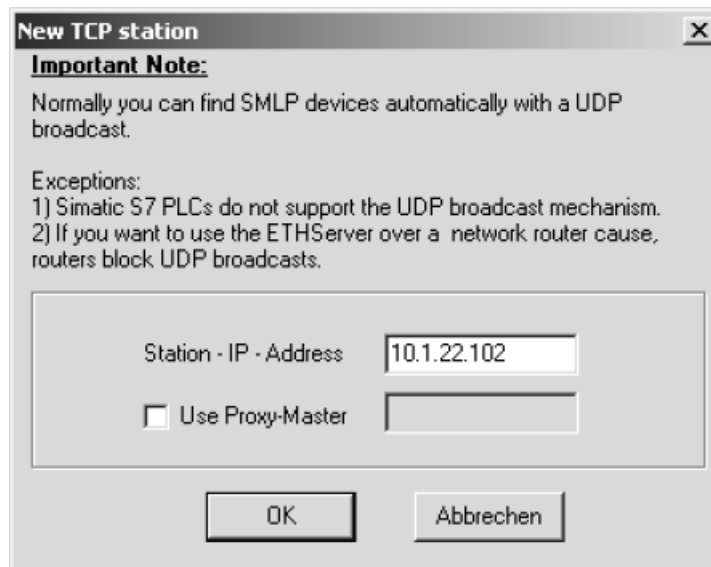 New TCP station
Important Note:
Normally you can find SMLP devices automatically with a UDP
broadcast.
Exceptions:
1) Simatic S7 PLCs do not support the UDP broadcast mechanism.
2) If you want to use the ETHServer over a network router cause,
routers block UDP broadcasts.
Station - IP - Address 10.1.22.102
Use Proxy-Master
OK Abbrechen